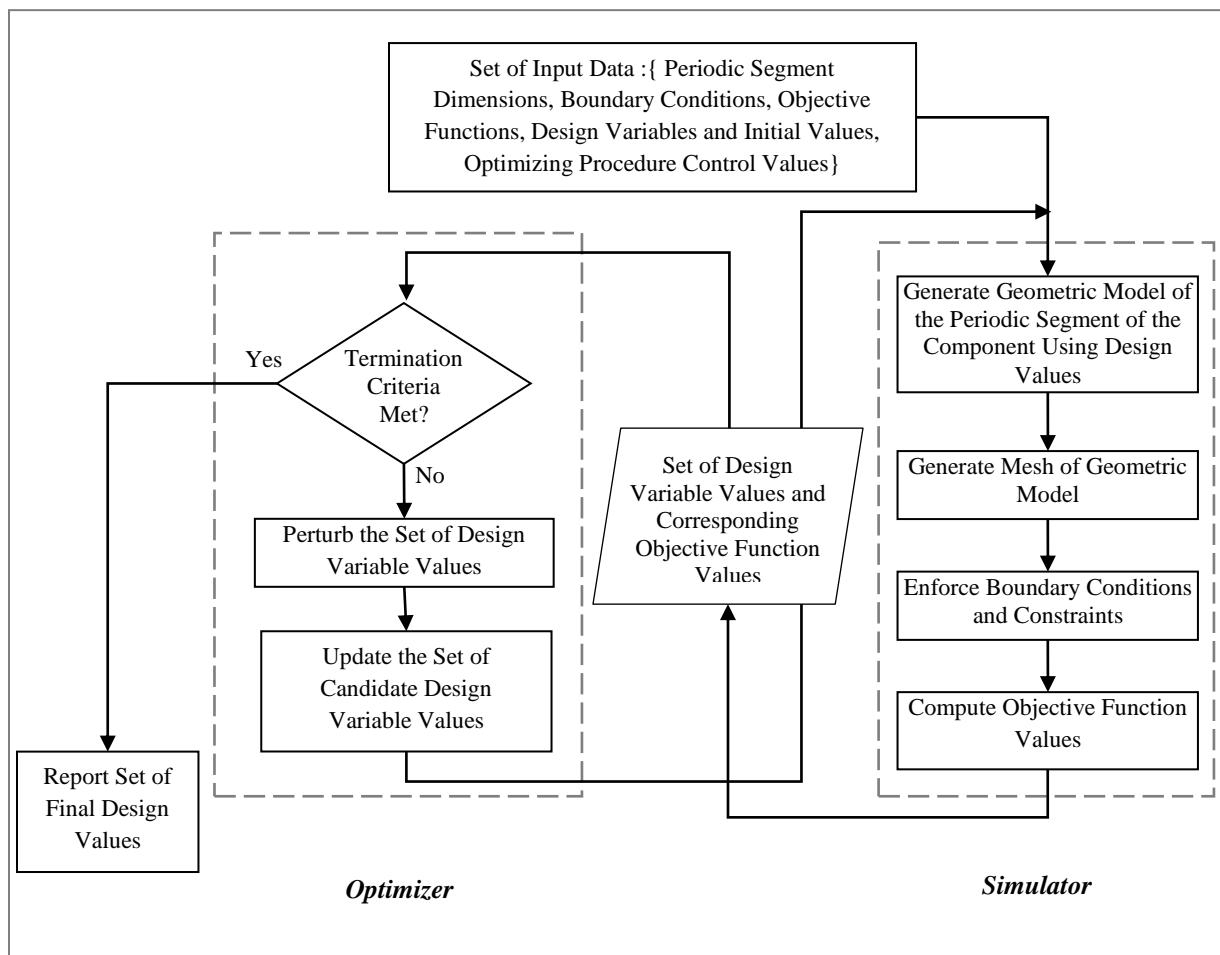 Set of Input Data :{ Periodic Segment
Dimensions, Boundary Conditions, Objective
Functions, Design Variables and Initial Values,
Optimizing Procedure Control Values}
Generate Geometric Model of
the Periodic Segment of the
Component Using Design
Values
Generate Mesh of Geometric
Model
Enforce Boundary Conditions
and Constraints
Compute Objective Function
Values
Set of Design
Variable Values and
Corresponding
Objective Function
Values
Termination
Criteria
Met?
Yes
No
Perturb the Set of Design
Variable Values
Update the Set of
Candidate Design
Variable Values
Report Set of
Final Design
Values
Optimizer
Simulator